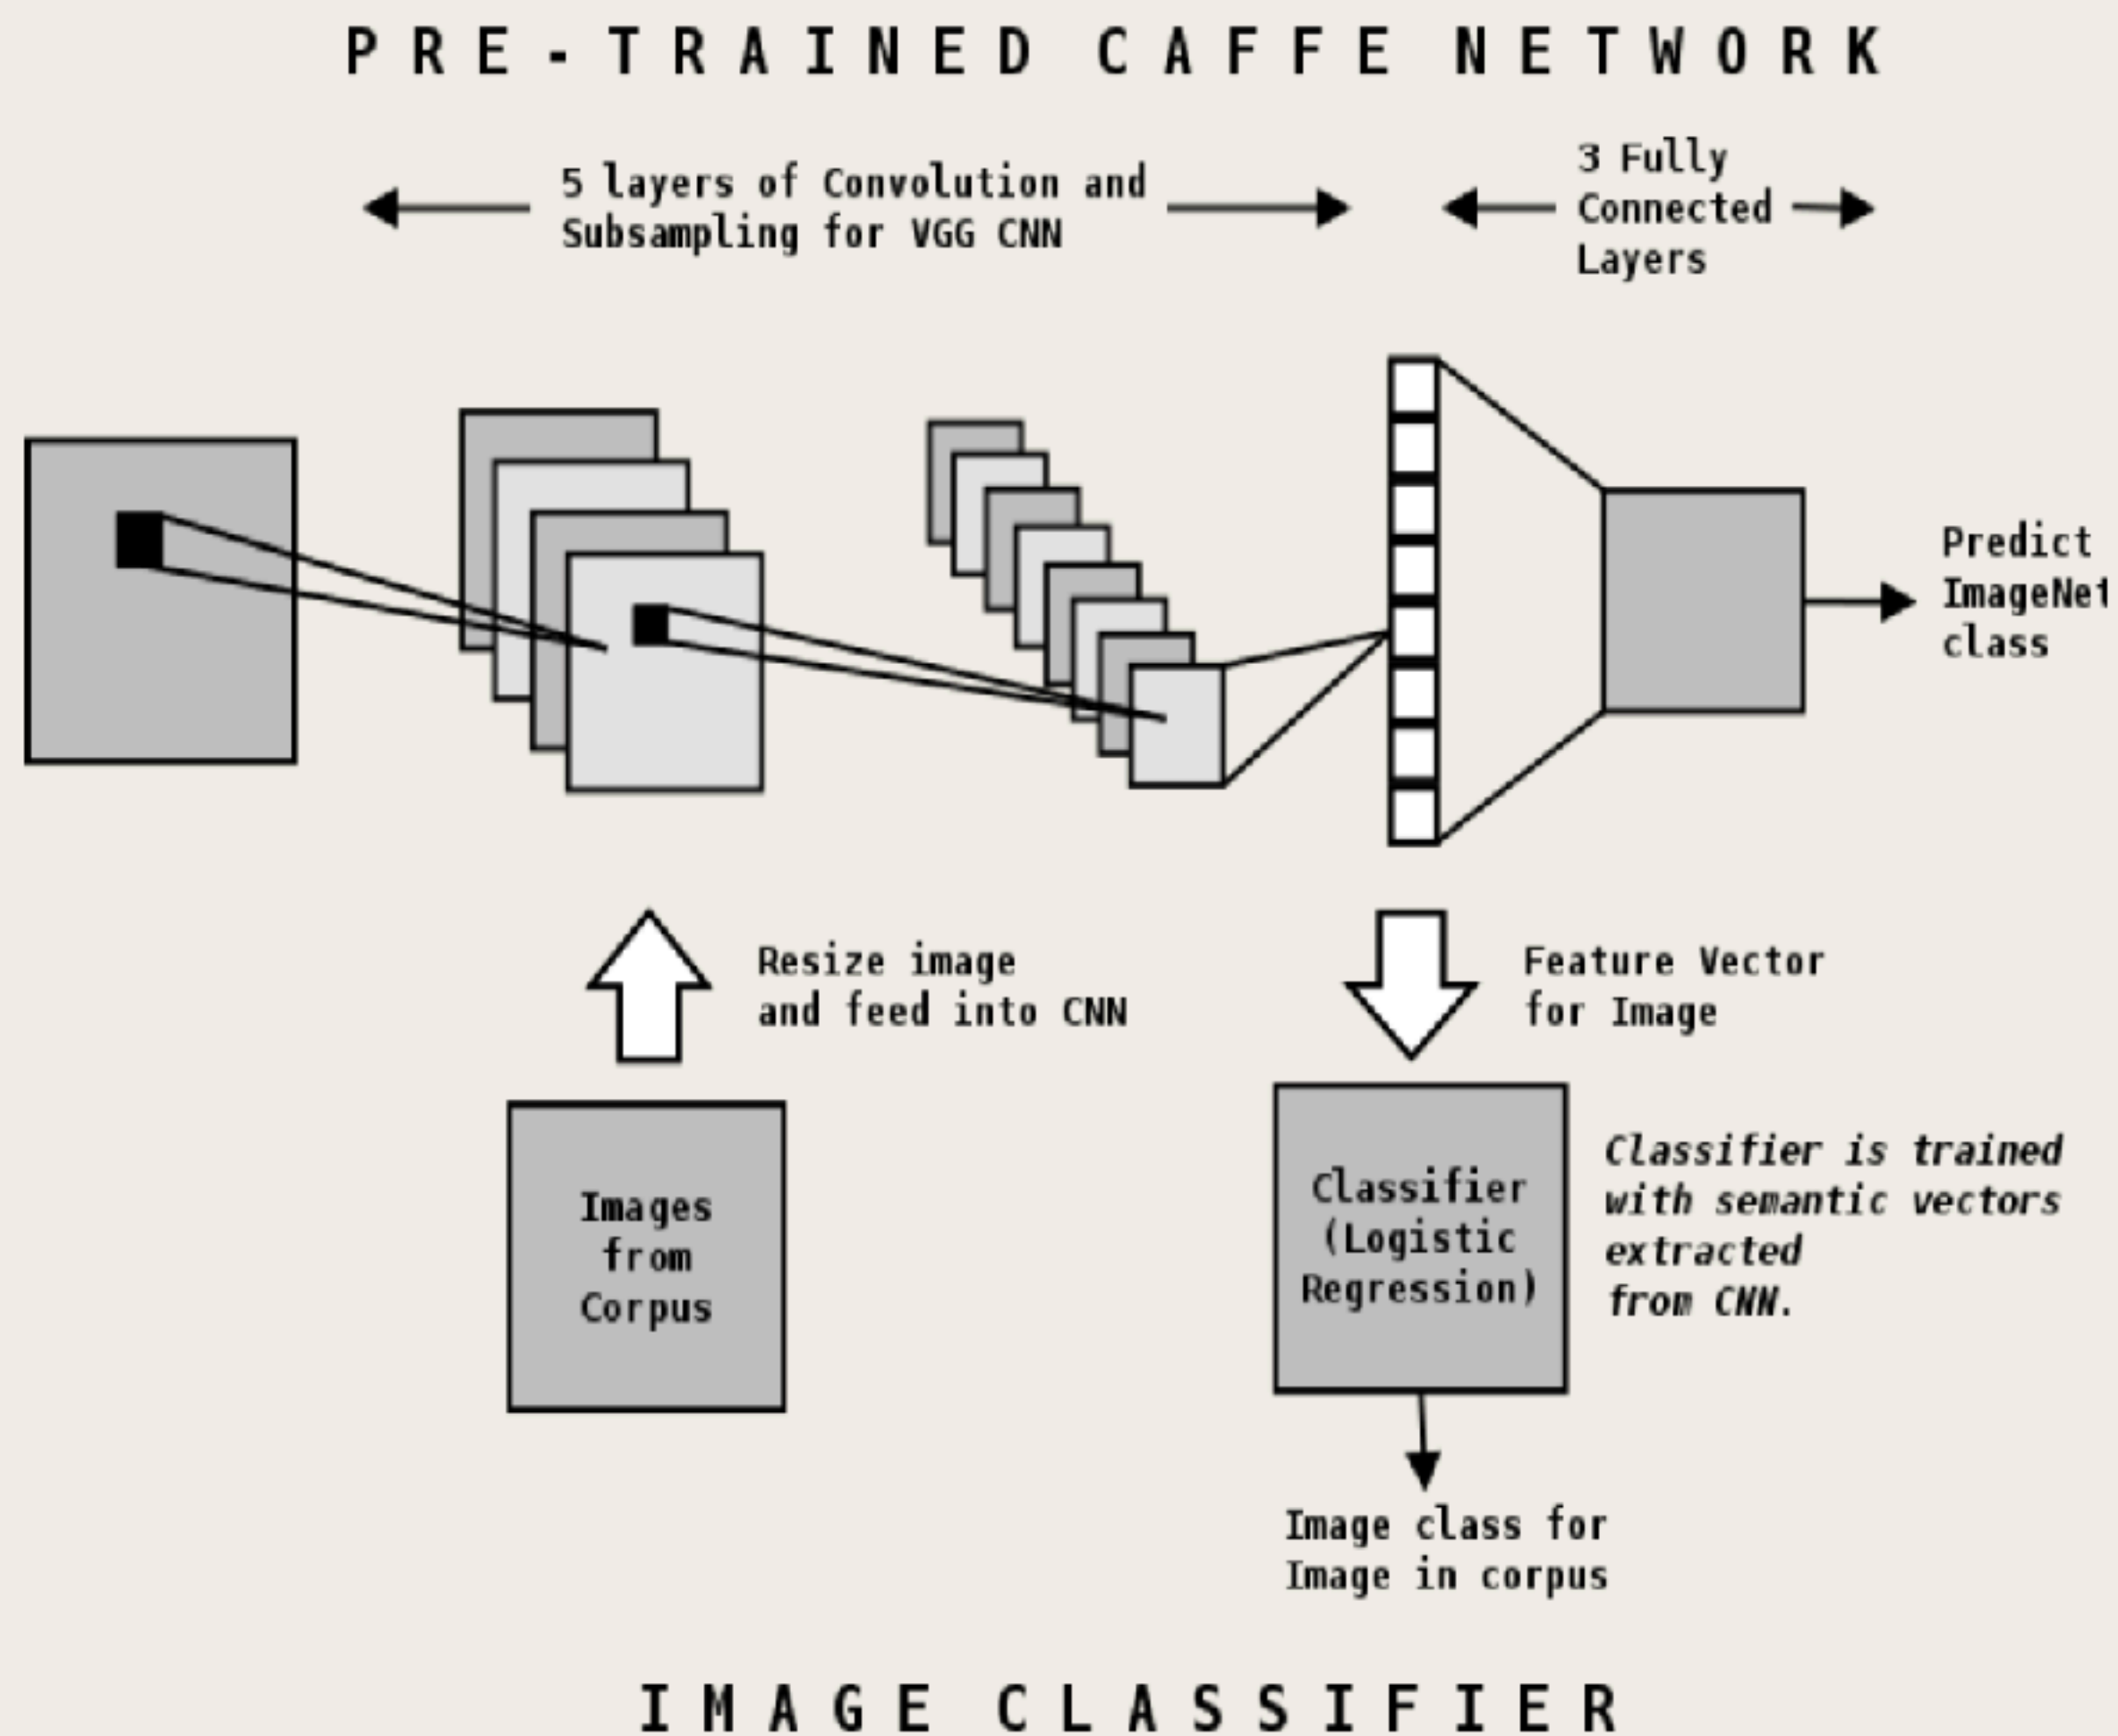 PRE-TRAINED CAFFE NETWORK
5 layers of Convolution and
Subsampling for VGG CNN
3 Fully
Connected
Layers
Predict
ImageNet
class
Resize image
and feed into CNN
Feature Vector
for Image
Images
from
Corpus
Classifier
(Logistic
Regression)
Classifier is trained
with semantic vectors
extracted
from CNN.
Image class for
Image in corpus
IMAGE CLASSIFIER